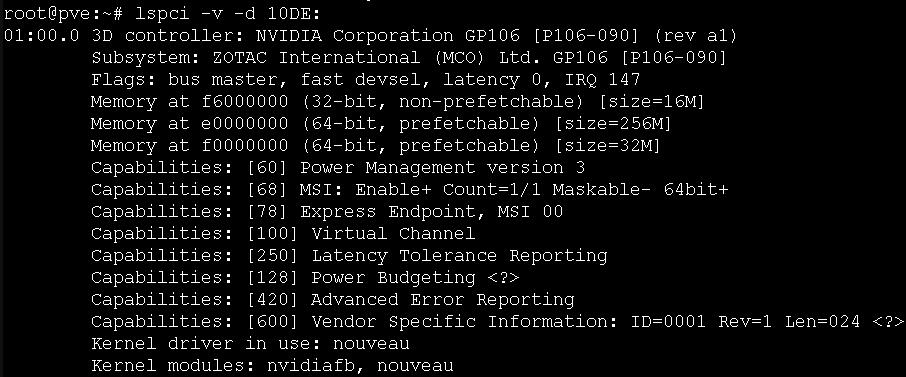 root@pve:~# lspci -v -d 10DE:
01:00.0 3D controller: NVIDIA Corporation GP106 [P106-090] (rev a1)
Subsystem: ZOTAC International (MCO) Ltd. GP106 [P106-090]
Flags: bus master, fast devsel, latency 0, IRQ 147
Memory at f6000000 (32-bit, non-prefetchable) [size=16M]
Memory at e0000000 (64-bit, prefetchable) [size=256M]
Memory at f0000000 (64-bit, prefetchable) [size=32M]
Capabilities: [60] Power Management version 3
Capabilities: [68] MSI: Enable+ Count=1/1 Maskable- 64bit+
Capabilities: [78] Express Endpoint, MSI 00
Capabilities: [100] Virtual Channel
Capabilities: [250] Latency Tolerance Reporting
Capabilities: [128] Power Budgeting <?>
Capabilities: [420] Advanced Error Reporting
Capabilities: [600] Vendor Specific Information: ID=0001 Rev=1 Len=024 <?>
Kernel driver in use: nouveau
Kernel modules: nvidiafb, nouveau